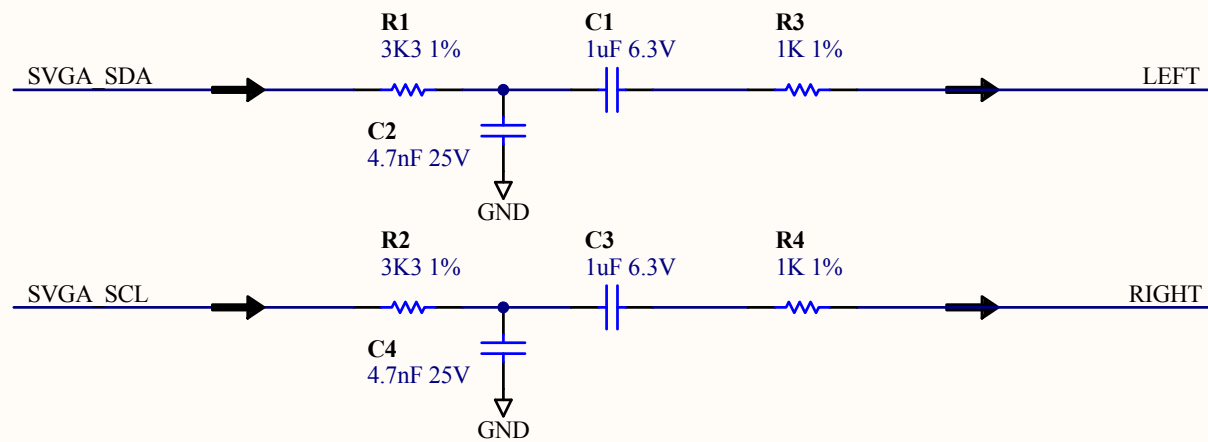 R1
3K3 1%
C1
1uF 6.3V
R3
1K 1%
SVGA_SDA
LEFT
C2
4.7nF 25V
GND
R2
3K3 1%
C3
1uF 6.3V
R4
1K 1%
SVGA_SCL
RIGHT
C4
4.7nF 25V
GND